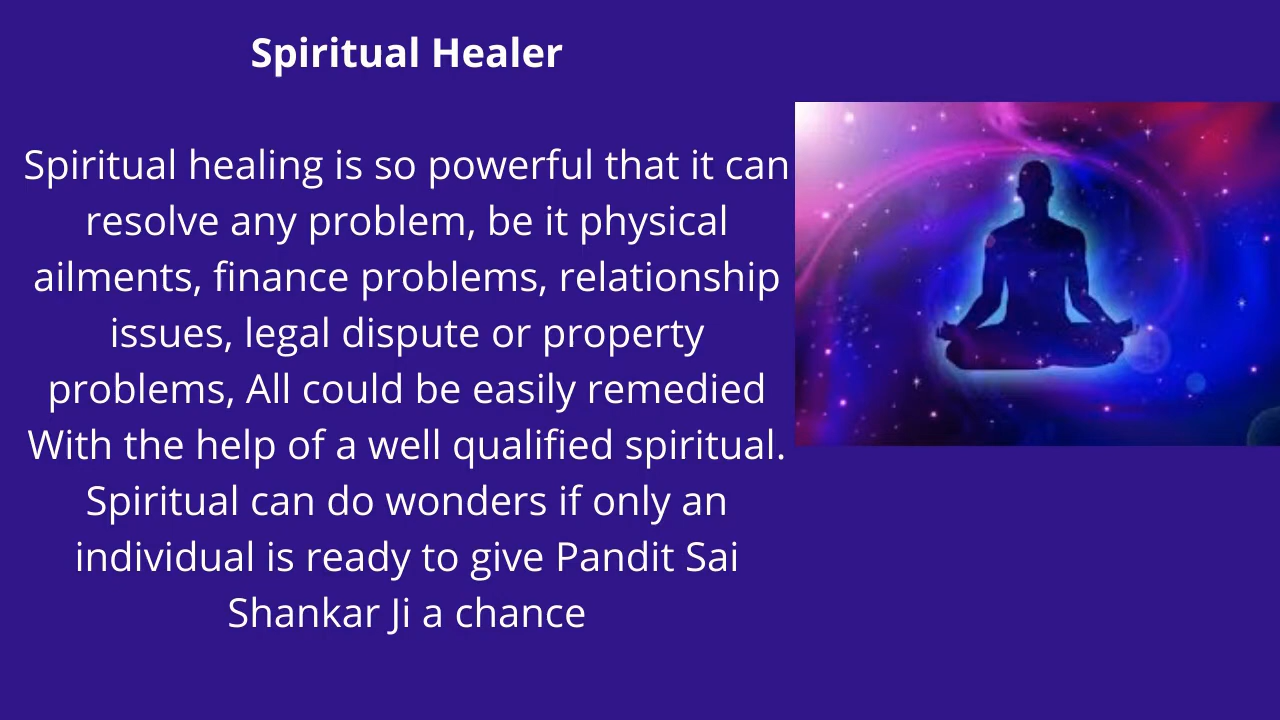 Spiritual Healer
Spiritual healing is so powerful that it can
resolve any problem, be it physical
ailments, finance problems, relationship
issues, legal dispute or property
problems, All could be easily remedied
With the help of a well qualified spiritual.
Spiritual can do wonders if only an
individual is ready to give Pandit Sai
Shankar Ji a chance